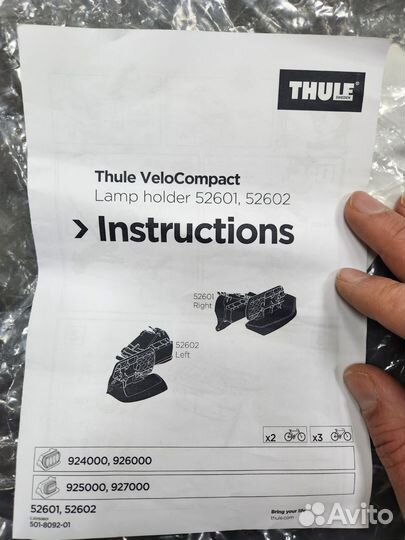 THULE
SWEDEN
Thule VeloCompact
Lamp holder 52601, 52602
› Instructions
52601
Right
52602
Left
x2 x3
924000, 926000
925000, 927000
52601, 52602
501-8092-01
Bring your life
thule.com
Avito